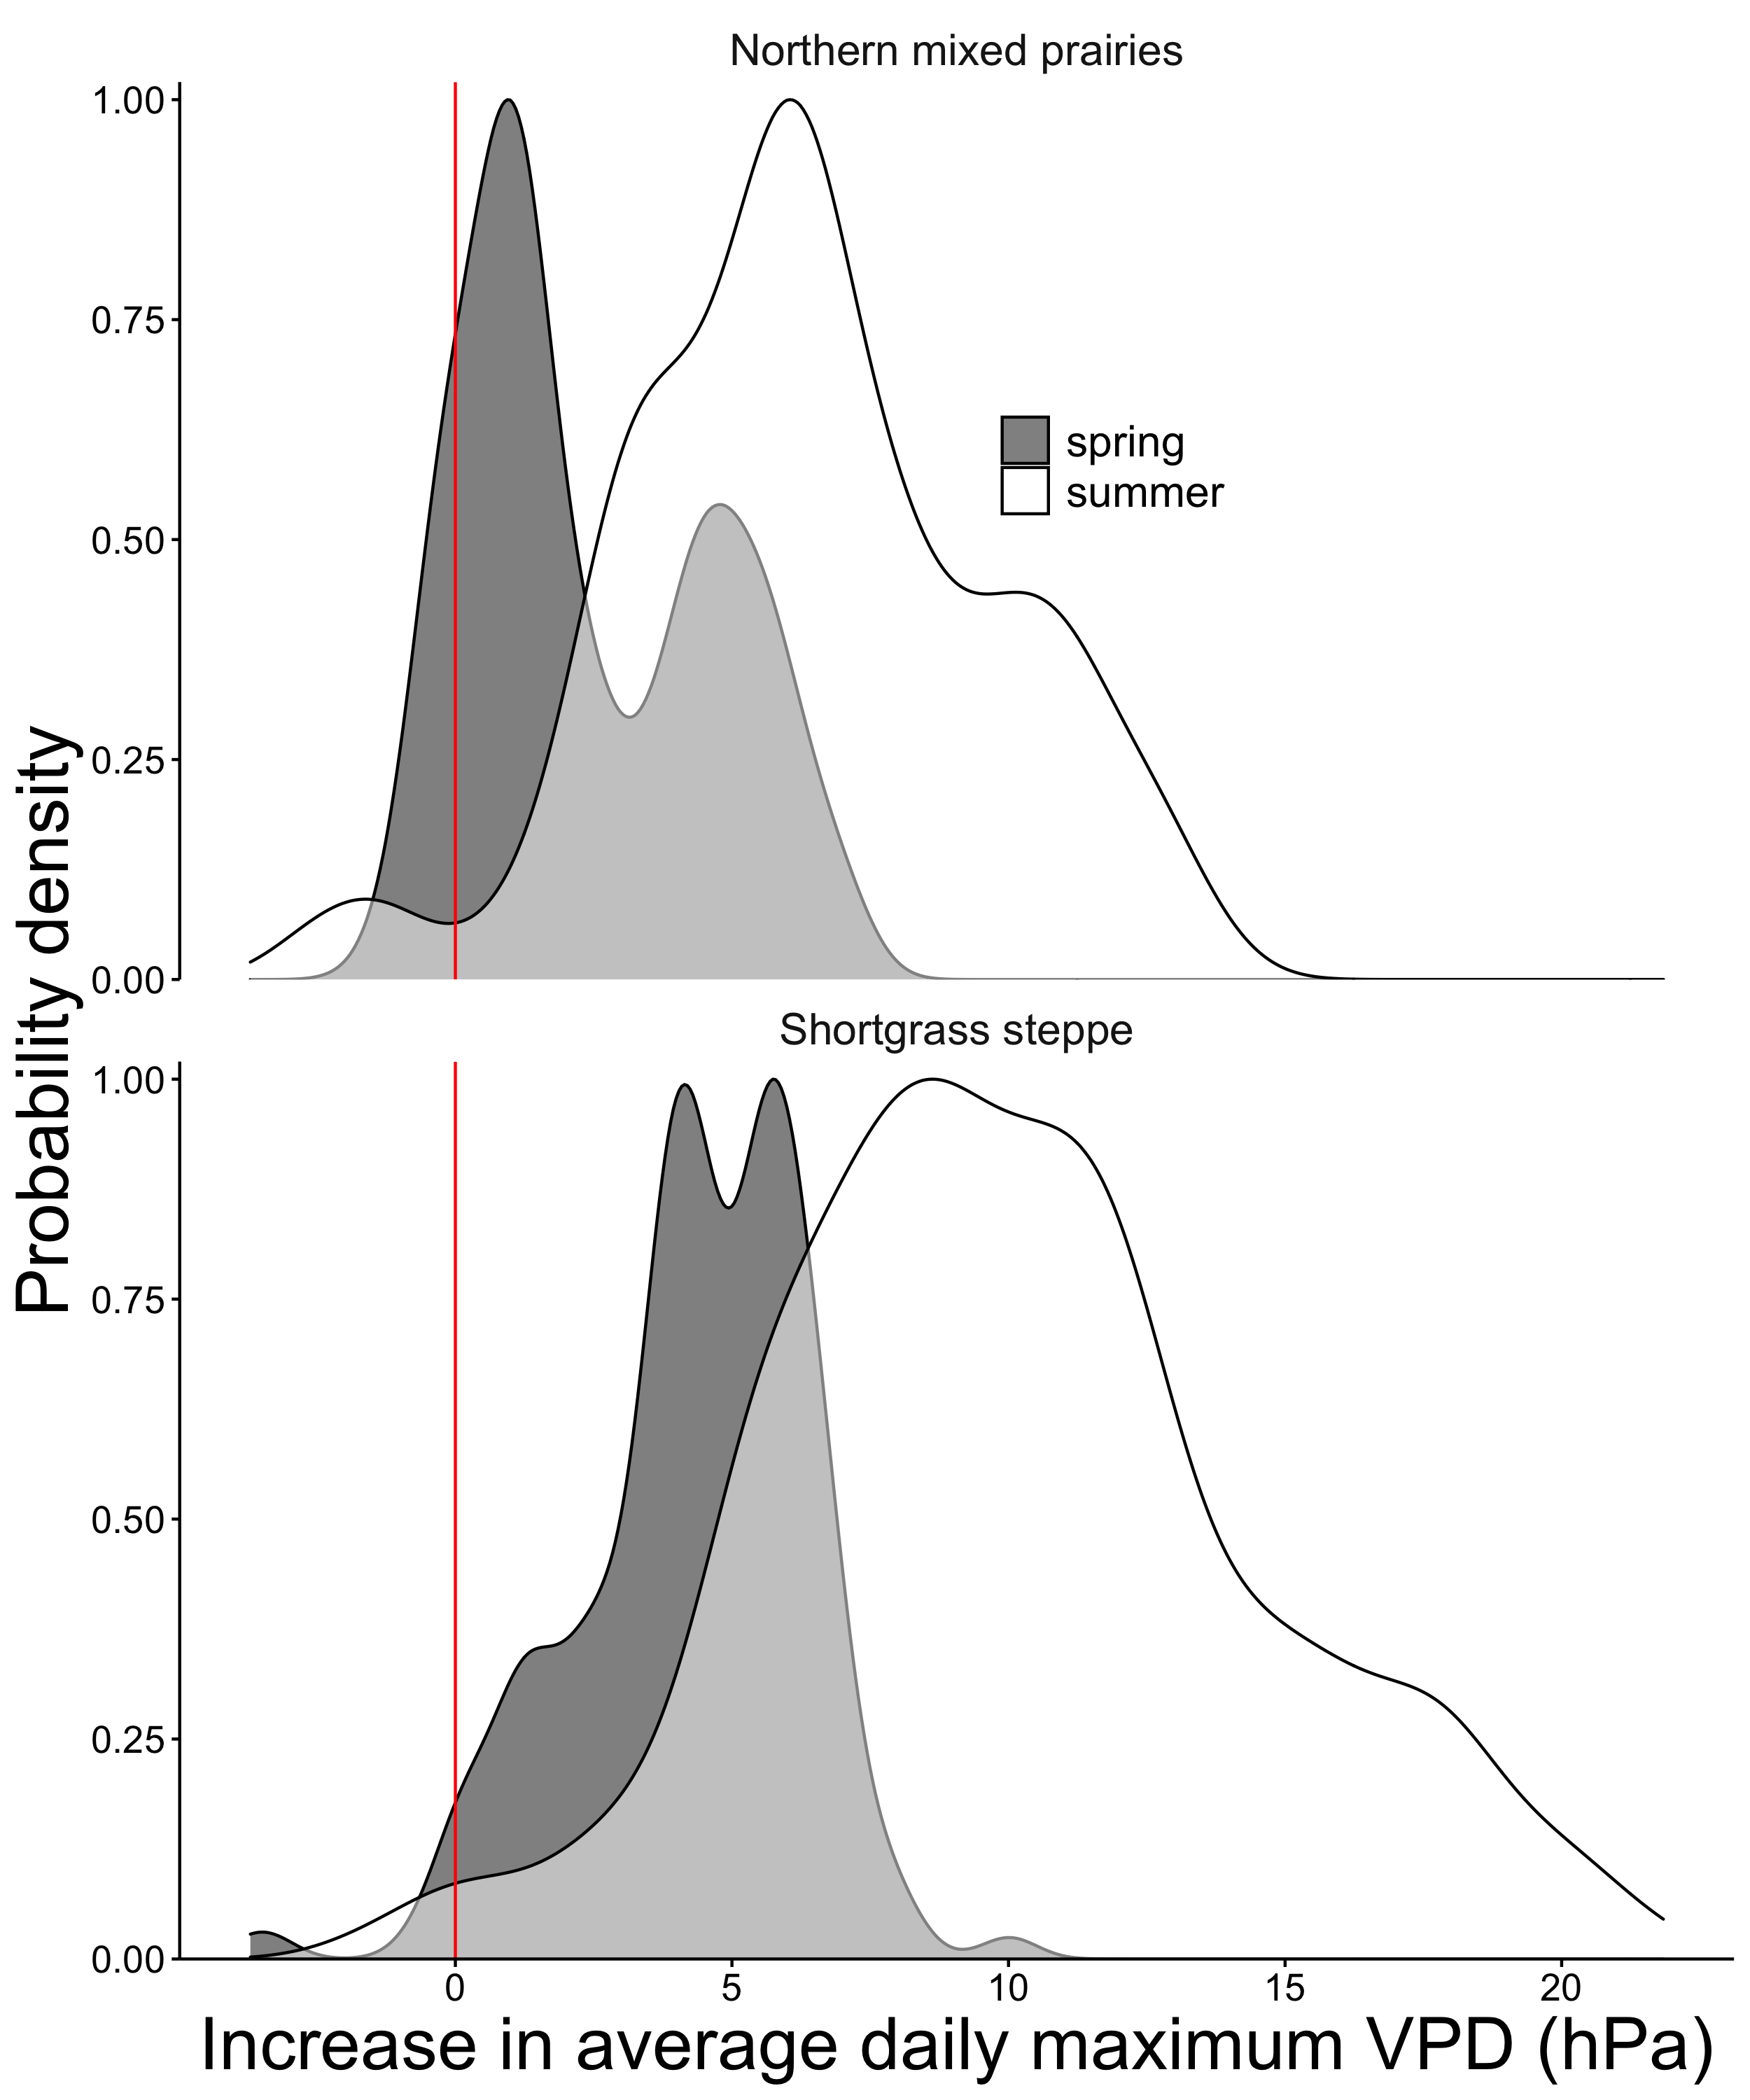 Northern mixed prairies
1.00
0.75
0.50
0.25
0.00
spring
summer
Probability density
Shortgrass steppe
1.00
0.75
0.50
0.25
0.00
0 5 10 15 20
Increase in average daily maximum VPD (hPa)